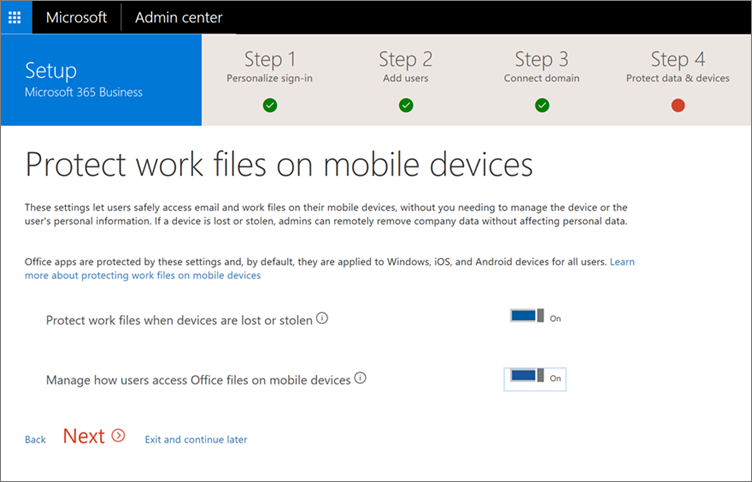 Microsoft Admin center
Setup
Microsoft 365 Business
Step 1
Personalize sign-in
Step 2
Add users
Step 3
Connect domain
Step 4
Protect data & devices
Protect work files on mobile devices
These settings let users safely access email and work files on their mobile devices, without you needing to manage the device or the
user's personal information. If a device is lost or stolen, admins can remotely remove company data without affecting personal data.
Office apps are protected by these settings and, by default, they are applied to Windows, iOS, and Android devices for all users. Learn
more about protecting work files on mobile devices
Protect work files when devices are lost or stolen On
Manage how users access Office files on mobile devices On
Back Next Exit and continue later